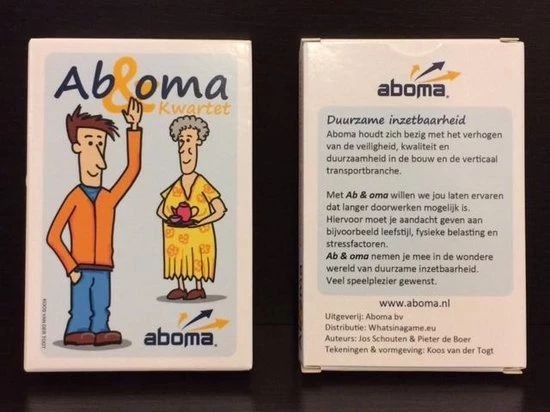 Ab&oma
Kwartet
KOOS VAN DER TOGT
aboma
aboma
Duurzame inzetbaarheid
Aboma houdt zich bezig met het verhogen
van de veiligheid, kwaliteit en
duurzaamheid in de bouw en de verticaal
transportbranche.
Met Ab & oma willen we jou laten ervaren
dat langer doorwerken mogelijk is.
Hiervoor moet je aandacht geven aan
bijvoorbeeld leefstijl, fysieke belasting en
stressfactoren.
Ab & oma nemen je mee in de wondere
wereld van duurzame inzetbaarheid.
Veel speelplezier gewenst.
www.aboma.nl
Uitgeverij: Aboma bv
Distributie: Whatsinagame.eu
Auteurs: Jos Schouten & Pieter de Boer
Tekeningen & vormgeving: Koos van der Togt